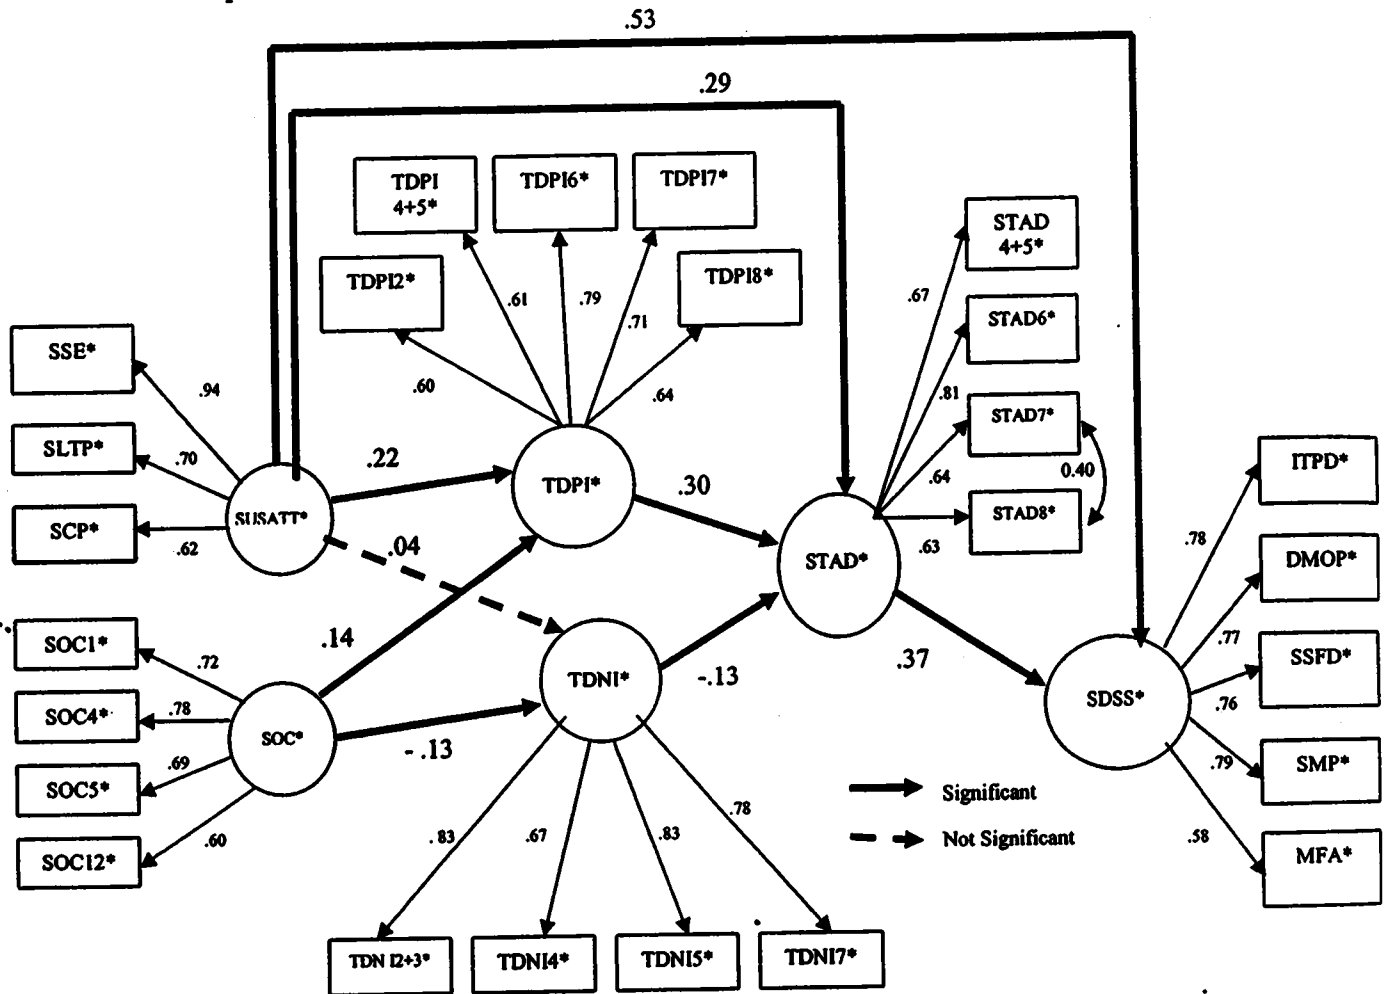 .53
.29
TDPI
4+5*
TDPI6*
TDPI7*
TDPI2*
TDPI8*
.61
.79
.71
.60
.64
STAD
4+5*
STAD6*
STAD7*
STAD8*
.67
.81
.64
.63
0.40
SSE*
SLTP*
SCP*
.94
.70
.62
SUSATT*
.22
TDPI*
.30
.04
.14
STAD*
SOC1*
SOC4*
SOC5*
SOC12*
.72
.78
.69
.60
SOC*
- .13
TDNI*
-.13
.37
SDSS*
ITPD*
DMOP*
SSFD*
SMP*
MFA*
.78
.77
.76
.79
.58
Significant
Not Significant
. 83
.67
.83
.78
TDN I2+3*
TDNI4*
TDNI5*
TDNI7*